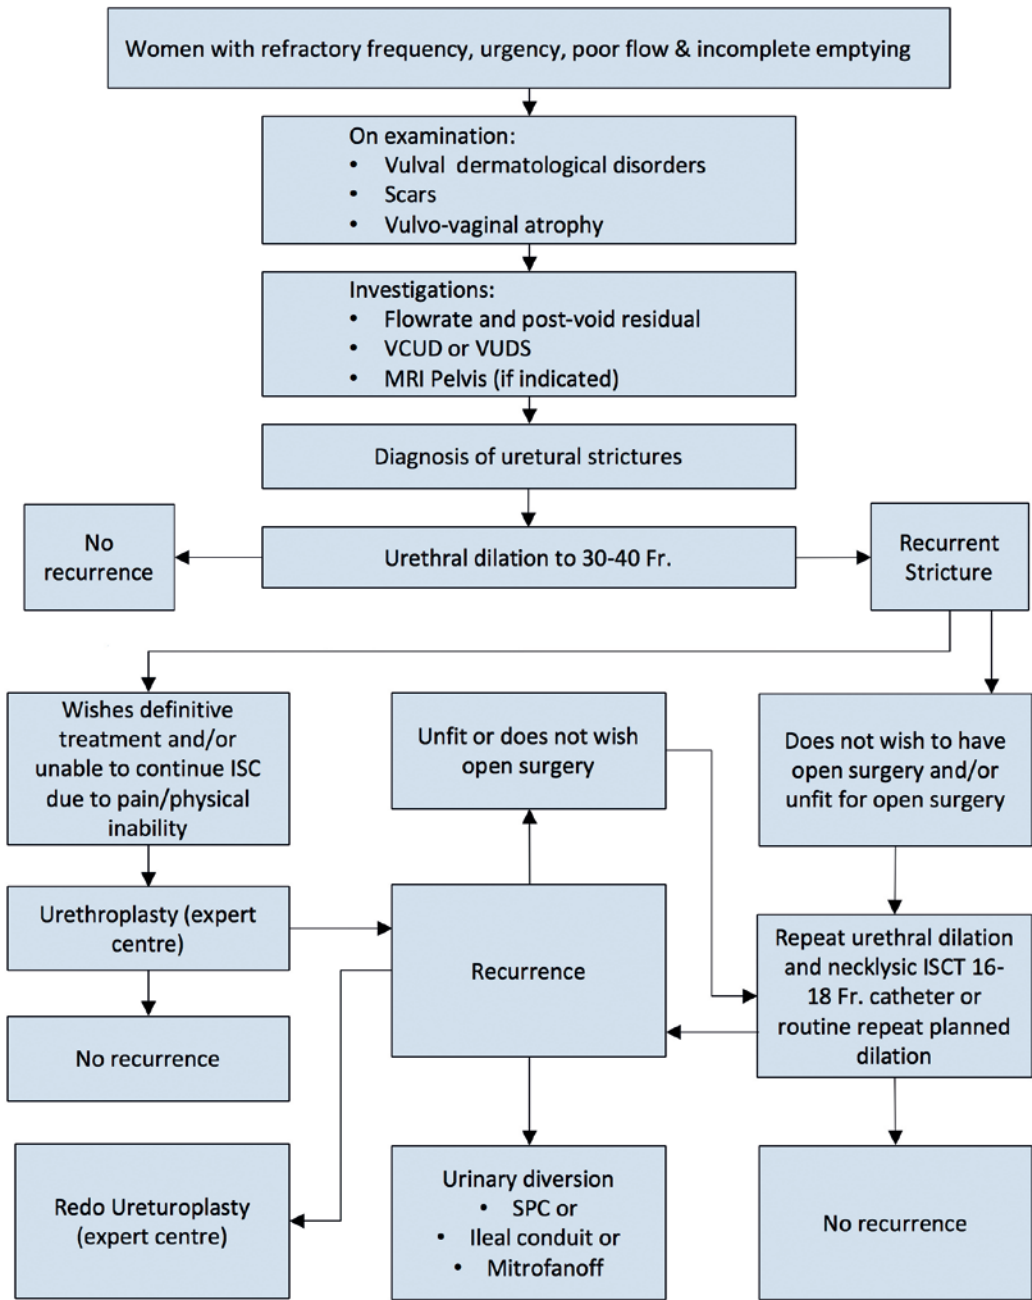 Women with refractory frequency, urgency, poor flow & incomplete emptying
On examination:
• Vulval dermatological disorders
• Scars
• Vulvo-vaginal atrophy
Investigations:
• Flowrate and post-void residual
• VCUD or VUDS
• MRI Pelvis (if indicated)
Diagnosis of uretural strictures
No
recurrence
Urethral dilation to 30-40 Fr.
Recurrent
Stricture
Wishes definitive
treatment and/or
unable to continue ISC
due to pain/physical
inability
Unfit or does not wish
open surgery
Does not wish to have
open surgery and/or
unfit for open surgery
Urethroplasty (expert
centre)
Recurrence
Repeat urethral dilation
and necklysic ISCT 16-
18 Fr. catheter or
routine repeat planned
dilation
No recurrence
Redo Ureturoplasty
(expert centre)
Urinary diversion
• SPC or
• Ileal conduit or
• Mitrofanoff
No recurrence